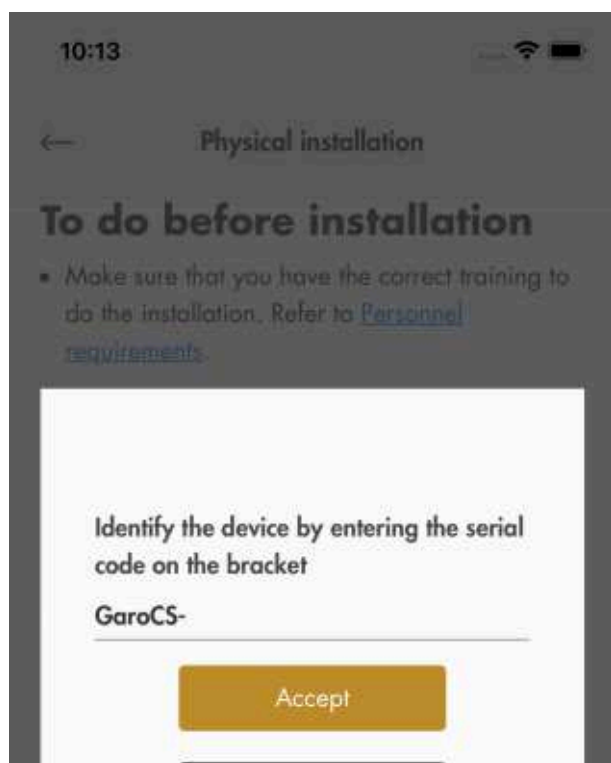 10:13
Physical installation
To do before installation
• Make sure that you have the correct training to
do the installation. Refer to Personnel
requirements.
Identify the device by entering the serial
code on the bracket
GaroCS-
Accept